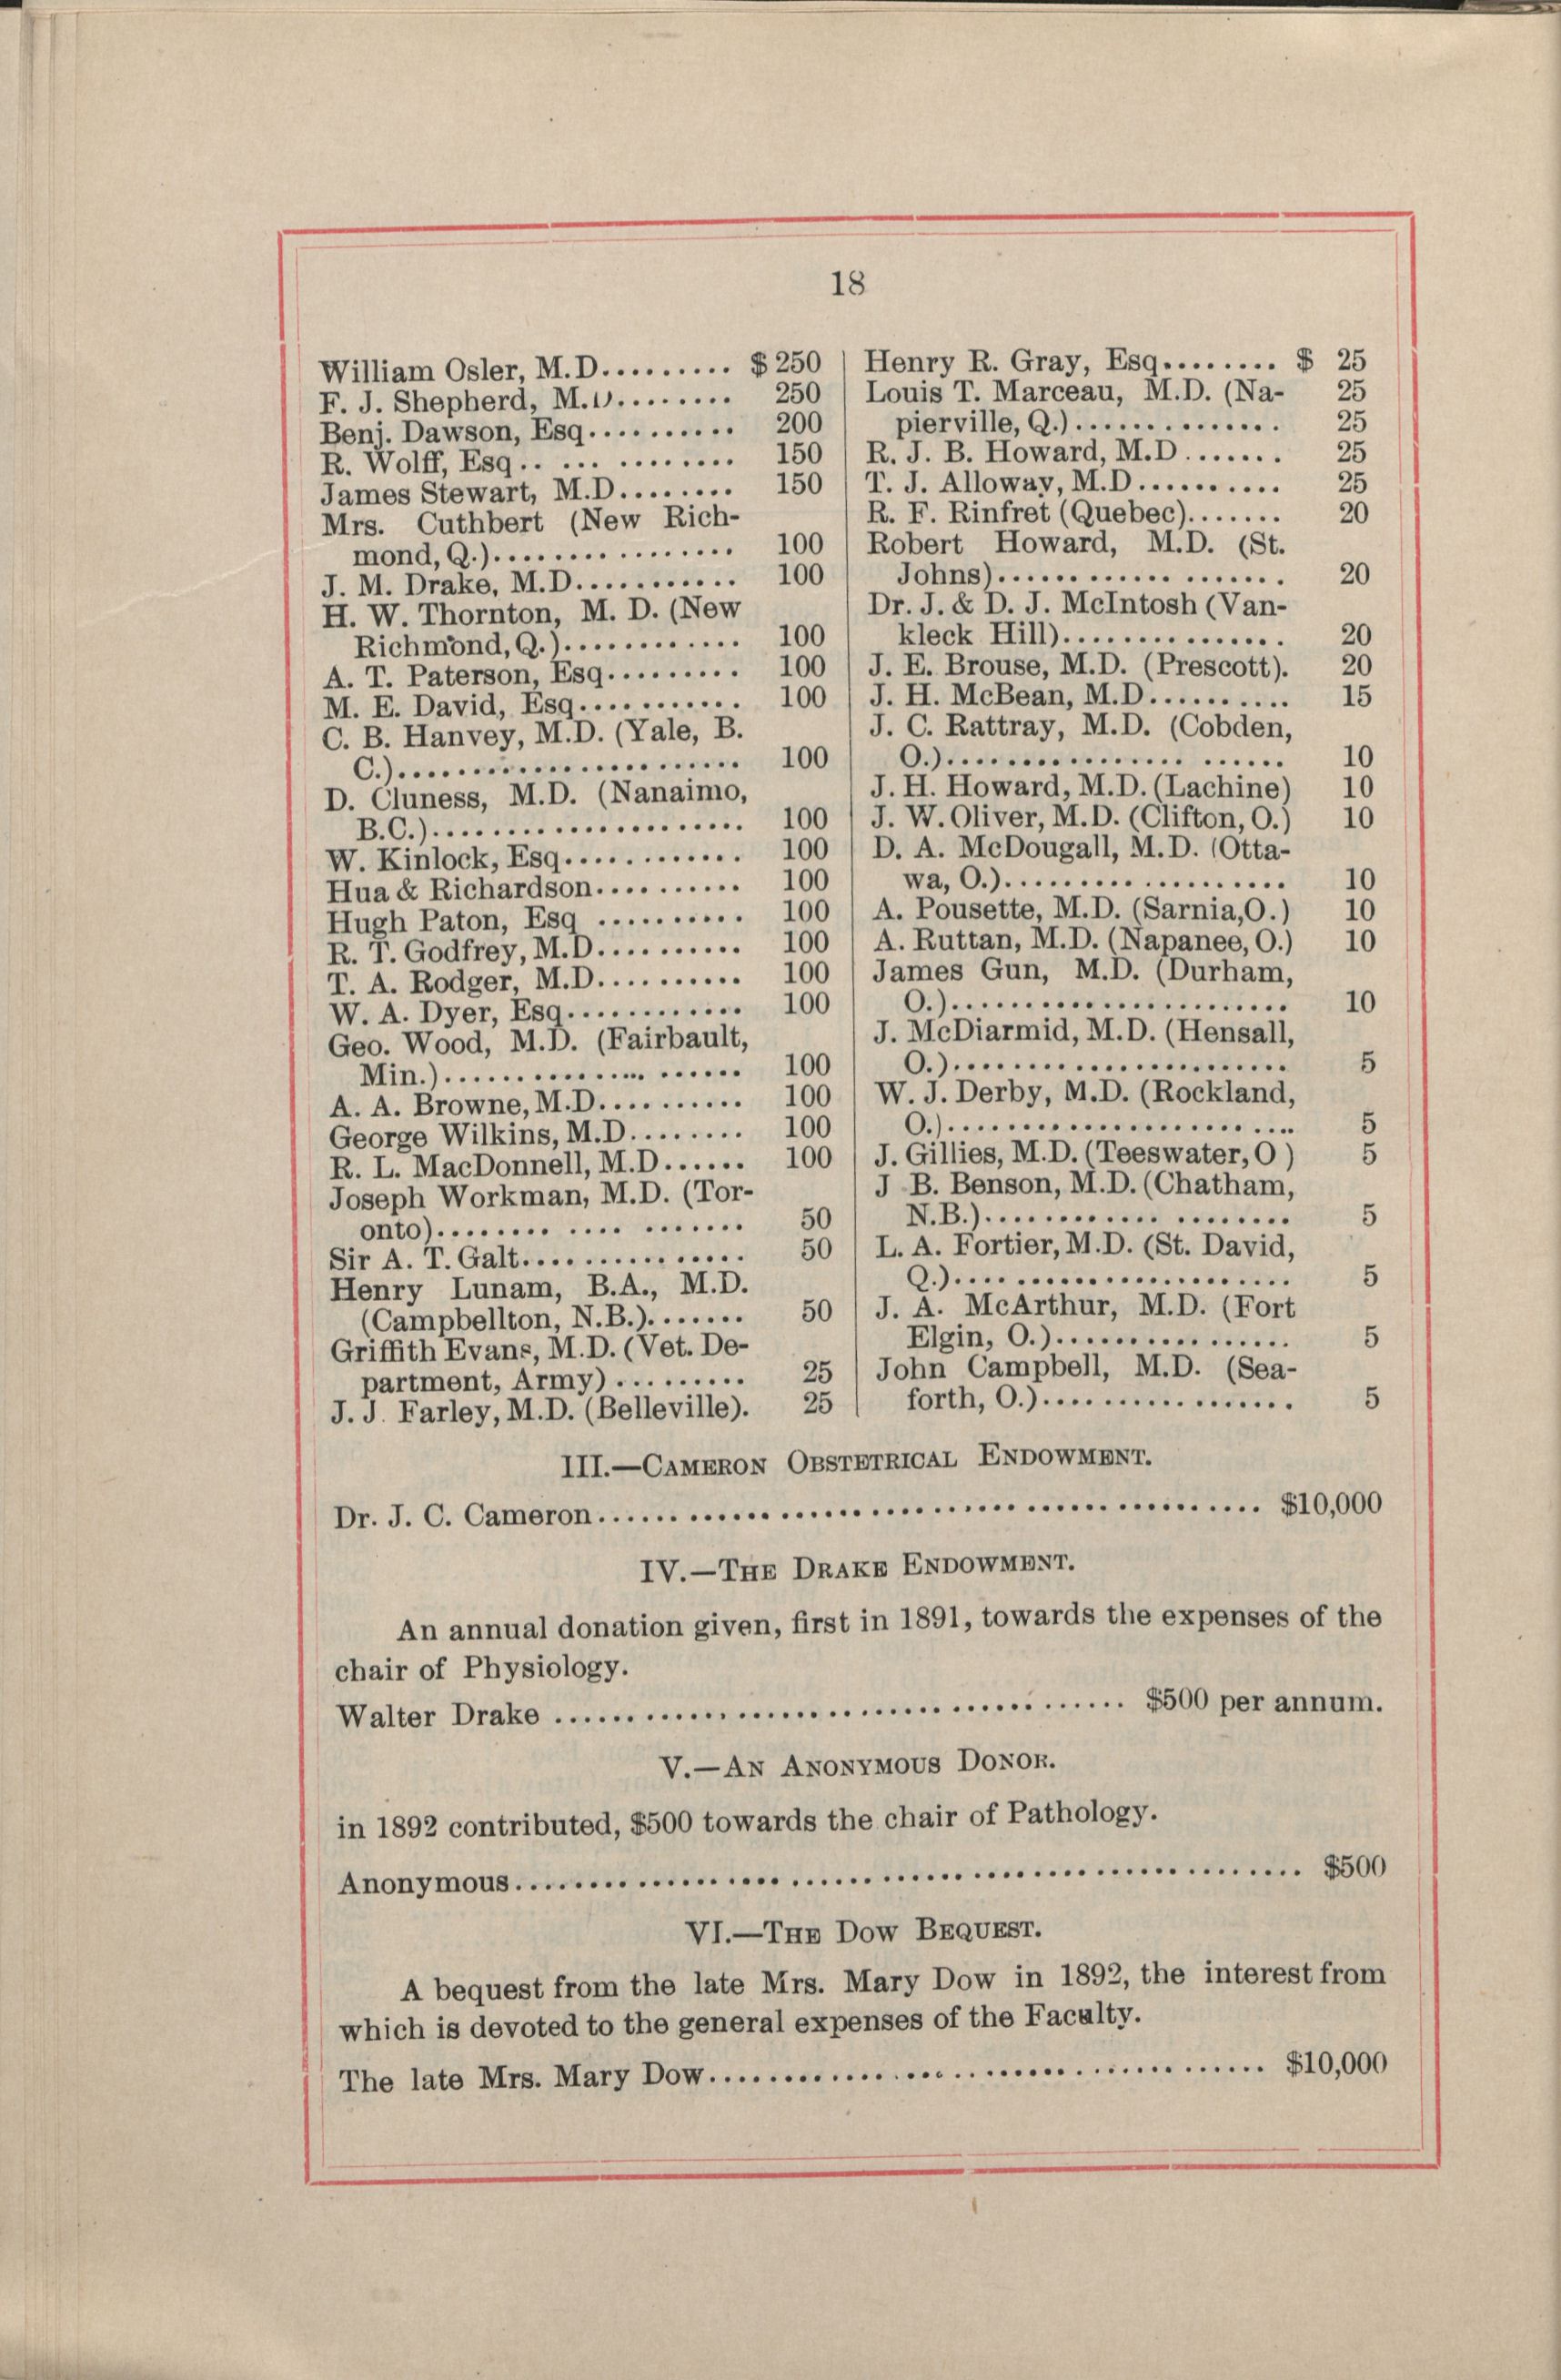 18
William Osler, M.D.......... $ 250
F. J. Shepherd, M.D........ 250
Benj. Dawson, Esq.......... 200
R. Wolff, Esq.. ... ........ 150
James Stewart, M.D......... 150
Mrs. Cuthbert (New Rich-
mond, Q.)................ 100
J. M. Drake, M.D........... 100
H. W. Thornton, M. D. (New
Richmond, Q.)............ 100
A. T. Paterson, Esq......... 100
M. E. David, Esq........... 100
C. B. Hanvey, M.D. (Yale, B.
C.)....................... 100
D. Cluness, M.D. (Nanaimo,
B.C.)..................... 100
W. Kinlock, Esq............ 100
Hua & Richardson.......... 100
Hugh Paton, Esq .......... 100
R. T. Godfrey, M.D.......... 100
T. A. Rodger, M.D.......... 100
W. A. Dyer, Esq............ 100
Geo. Wood, M.D. (Fairbault,
Min.).............. ...... 100
A. A. Browne, M.D.......... 100
George Wilkins, M.D........ 100
R. L. MacDonnell, M.D...... 100
Joseph Workman, M.D. (Tor-
onto)........ .... ....... 50
Sir A. T. Galt............... 50
Henry Lunam, B.A., M.D.
(Campbellton, N.B.)....... 50
Griffith Evans, M.D. (Vet. De-
partment, Army) ......... 25
J. J. Farley, M.D. (Belleville). 25
Henry R. Gray, Esq........ $ 25
Louis T. Marceau, M.D. (Na- 25
pierville, Q.).............. 25
R. J. B. Howard, M.D....... 25
T. J. Alloway, M.D.......... 25
R. F. Rinfret (Quebec)....... 20
Robert Howard, M.D. (St.
Johns)............ ....... 20
Dr. J. & D. J. McIntosh (Van-
kleck Hill)............... 20
J. E. Brouse, M.D. (Prescott). 20
J. H. McBean, M.D.......... 15
J. C. Rattray, M.D. (Cobden,
O.)................ ...... 10
J. H. Howard, M.D. (Lachine) 10
J. W. Oliver, M.D. (Clifton, O.) 10
D. A. McDougall, M.D. (Otta-
wa, O.)................... 10
A. Pousette, M.D. (Sarnia, O.) 10
A. Ruttan, M.D. (Napanee, O.) 10
James Gun, M.D. (Durham,
O.)....................... 10
J. McDiarmid, M.D. (Hensall,
O.)....................... 5
W. J. Derby, M.D. (Rockland,
O.)....................... 5
J. Gillies, M.D. (Teeswater, O ) 5
J B. Benson, M.D. (Chatham,
N.B.)............ ........ 5
L. A. Fortier, M.D. (St. David,
Q.).... .................. 5
J. A. McArthur, M.D. (Fort
Elgin, O.)................ 5
John Campbell, M.D. (Sea-
forth, O.)................. 5
III.—Cameron Obstetrical Endowment.
Dr. J. C. Cameron............................................ $10,000
IV.—The Drake Endowment.
An annual donation given, first in 1891, towards the expenses of the
chair of Physiology.
Walter Drake ...................................... $500 per annum.
V.—An Anonymous Donor.
in 1892 contributed, $500 towards the chair of Pathology.
Anonymous.................................................... $500
VI.—The Dow Bequest.
A bequest from the late Mrs. Mary Dow in 1892, the interest from
which is devoted to the general expenses of the Faculty.
The late Mrs. Mary Dow..................................... $10,000